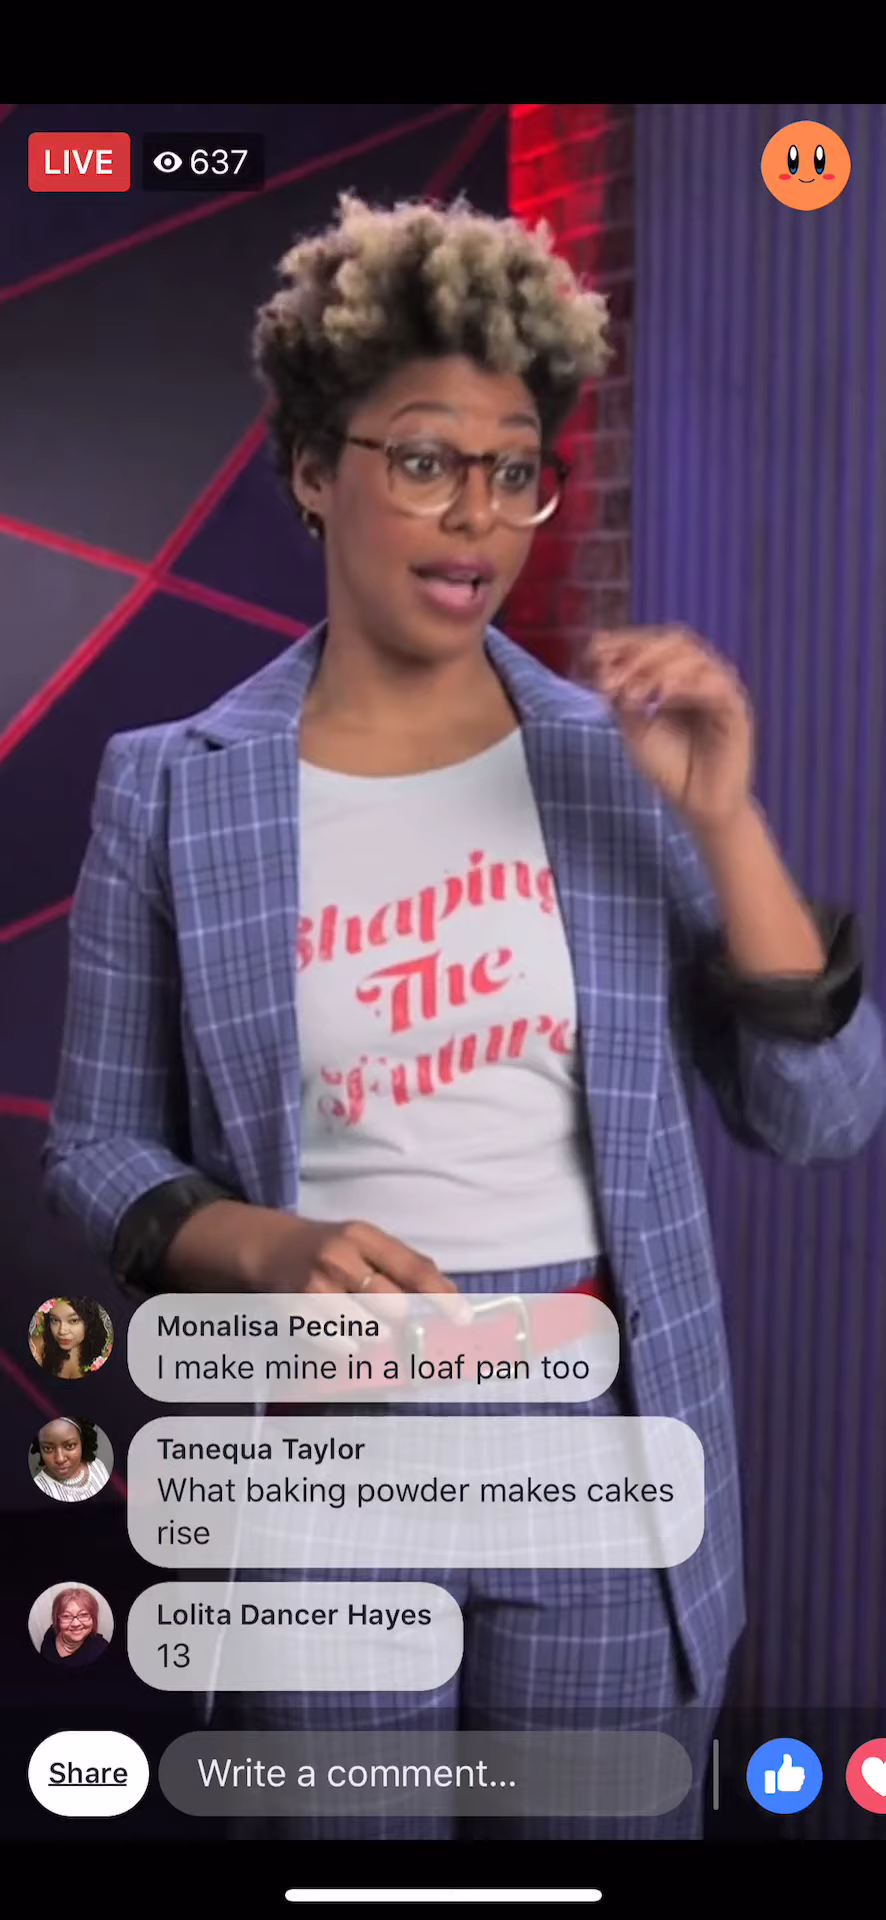 LIVE 637
Shaping
The
Future
Monalisa Pecina
I make mine in a loaf pan too
Tanequa Taylor
What baking powder makes cakes
rise
Lolita Dancer Hayes
13
Share Write a comment...